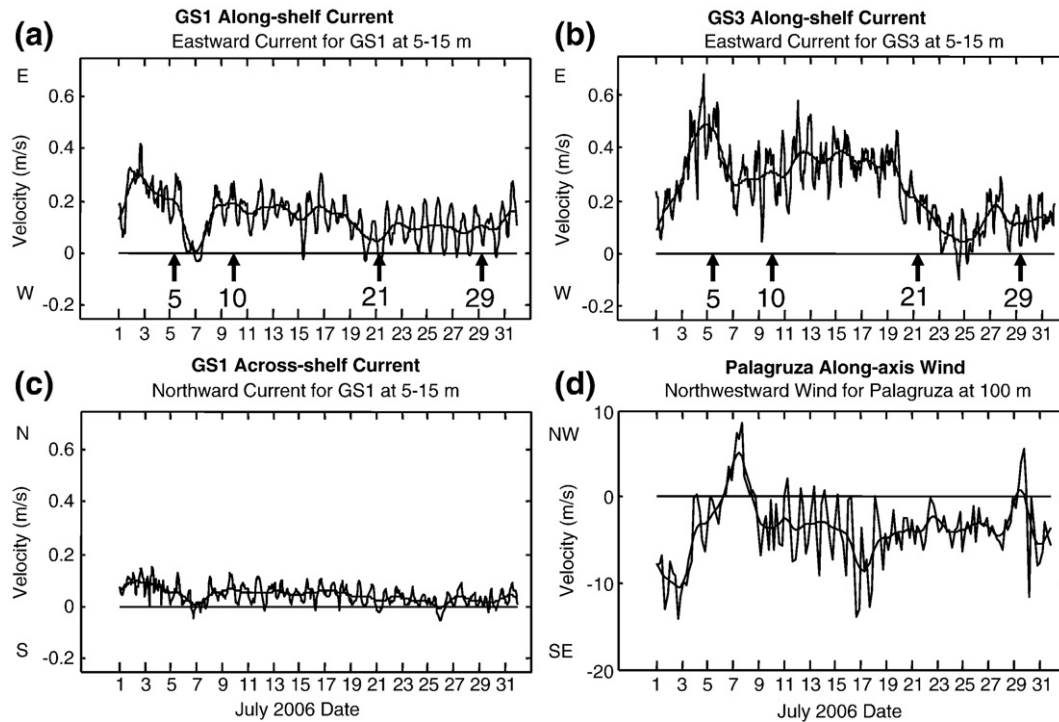 (a)
GS1 Along-shelf Current
Eastward Current for GS1 at 5-15 m
E
0.6
0.4
0.2
0
W
-0.2
Velocity (m/s)
5 10 21 29
1 3 5 7 9 11 13 15 17 19 21 23 25 27 29 31
(b)
GS3 Along-shelf Current
Eastward Current for GS3 at 5-15 m
E
0.6
0.4
0.2
0
W
-0.2
Velocity (m/s)
5 10 21 29
1 3 5 7 9 11 13 15 17 19 21 23 25 27 29 31
(c)
GS1 Across-shelf Current
Northward Current for GS1 at 5-15 m
N
0.6
0.4
0.2
0
S
-0.2
Velocity (m/s)
1 3 5 7 9 11 13 15 17 19 21 23 25 27 29 31
July 2006 Date
(d)
Palagruza Along-axis Wind
Northwestward Wind for Palagruza at 100 m
10
NW
0
-10
SE
-20
Velocity (m/s)
1 3 5 7 9 11 13 15 17 19 21 23 25 27 29 31
July 2006 Date